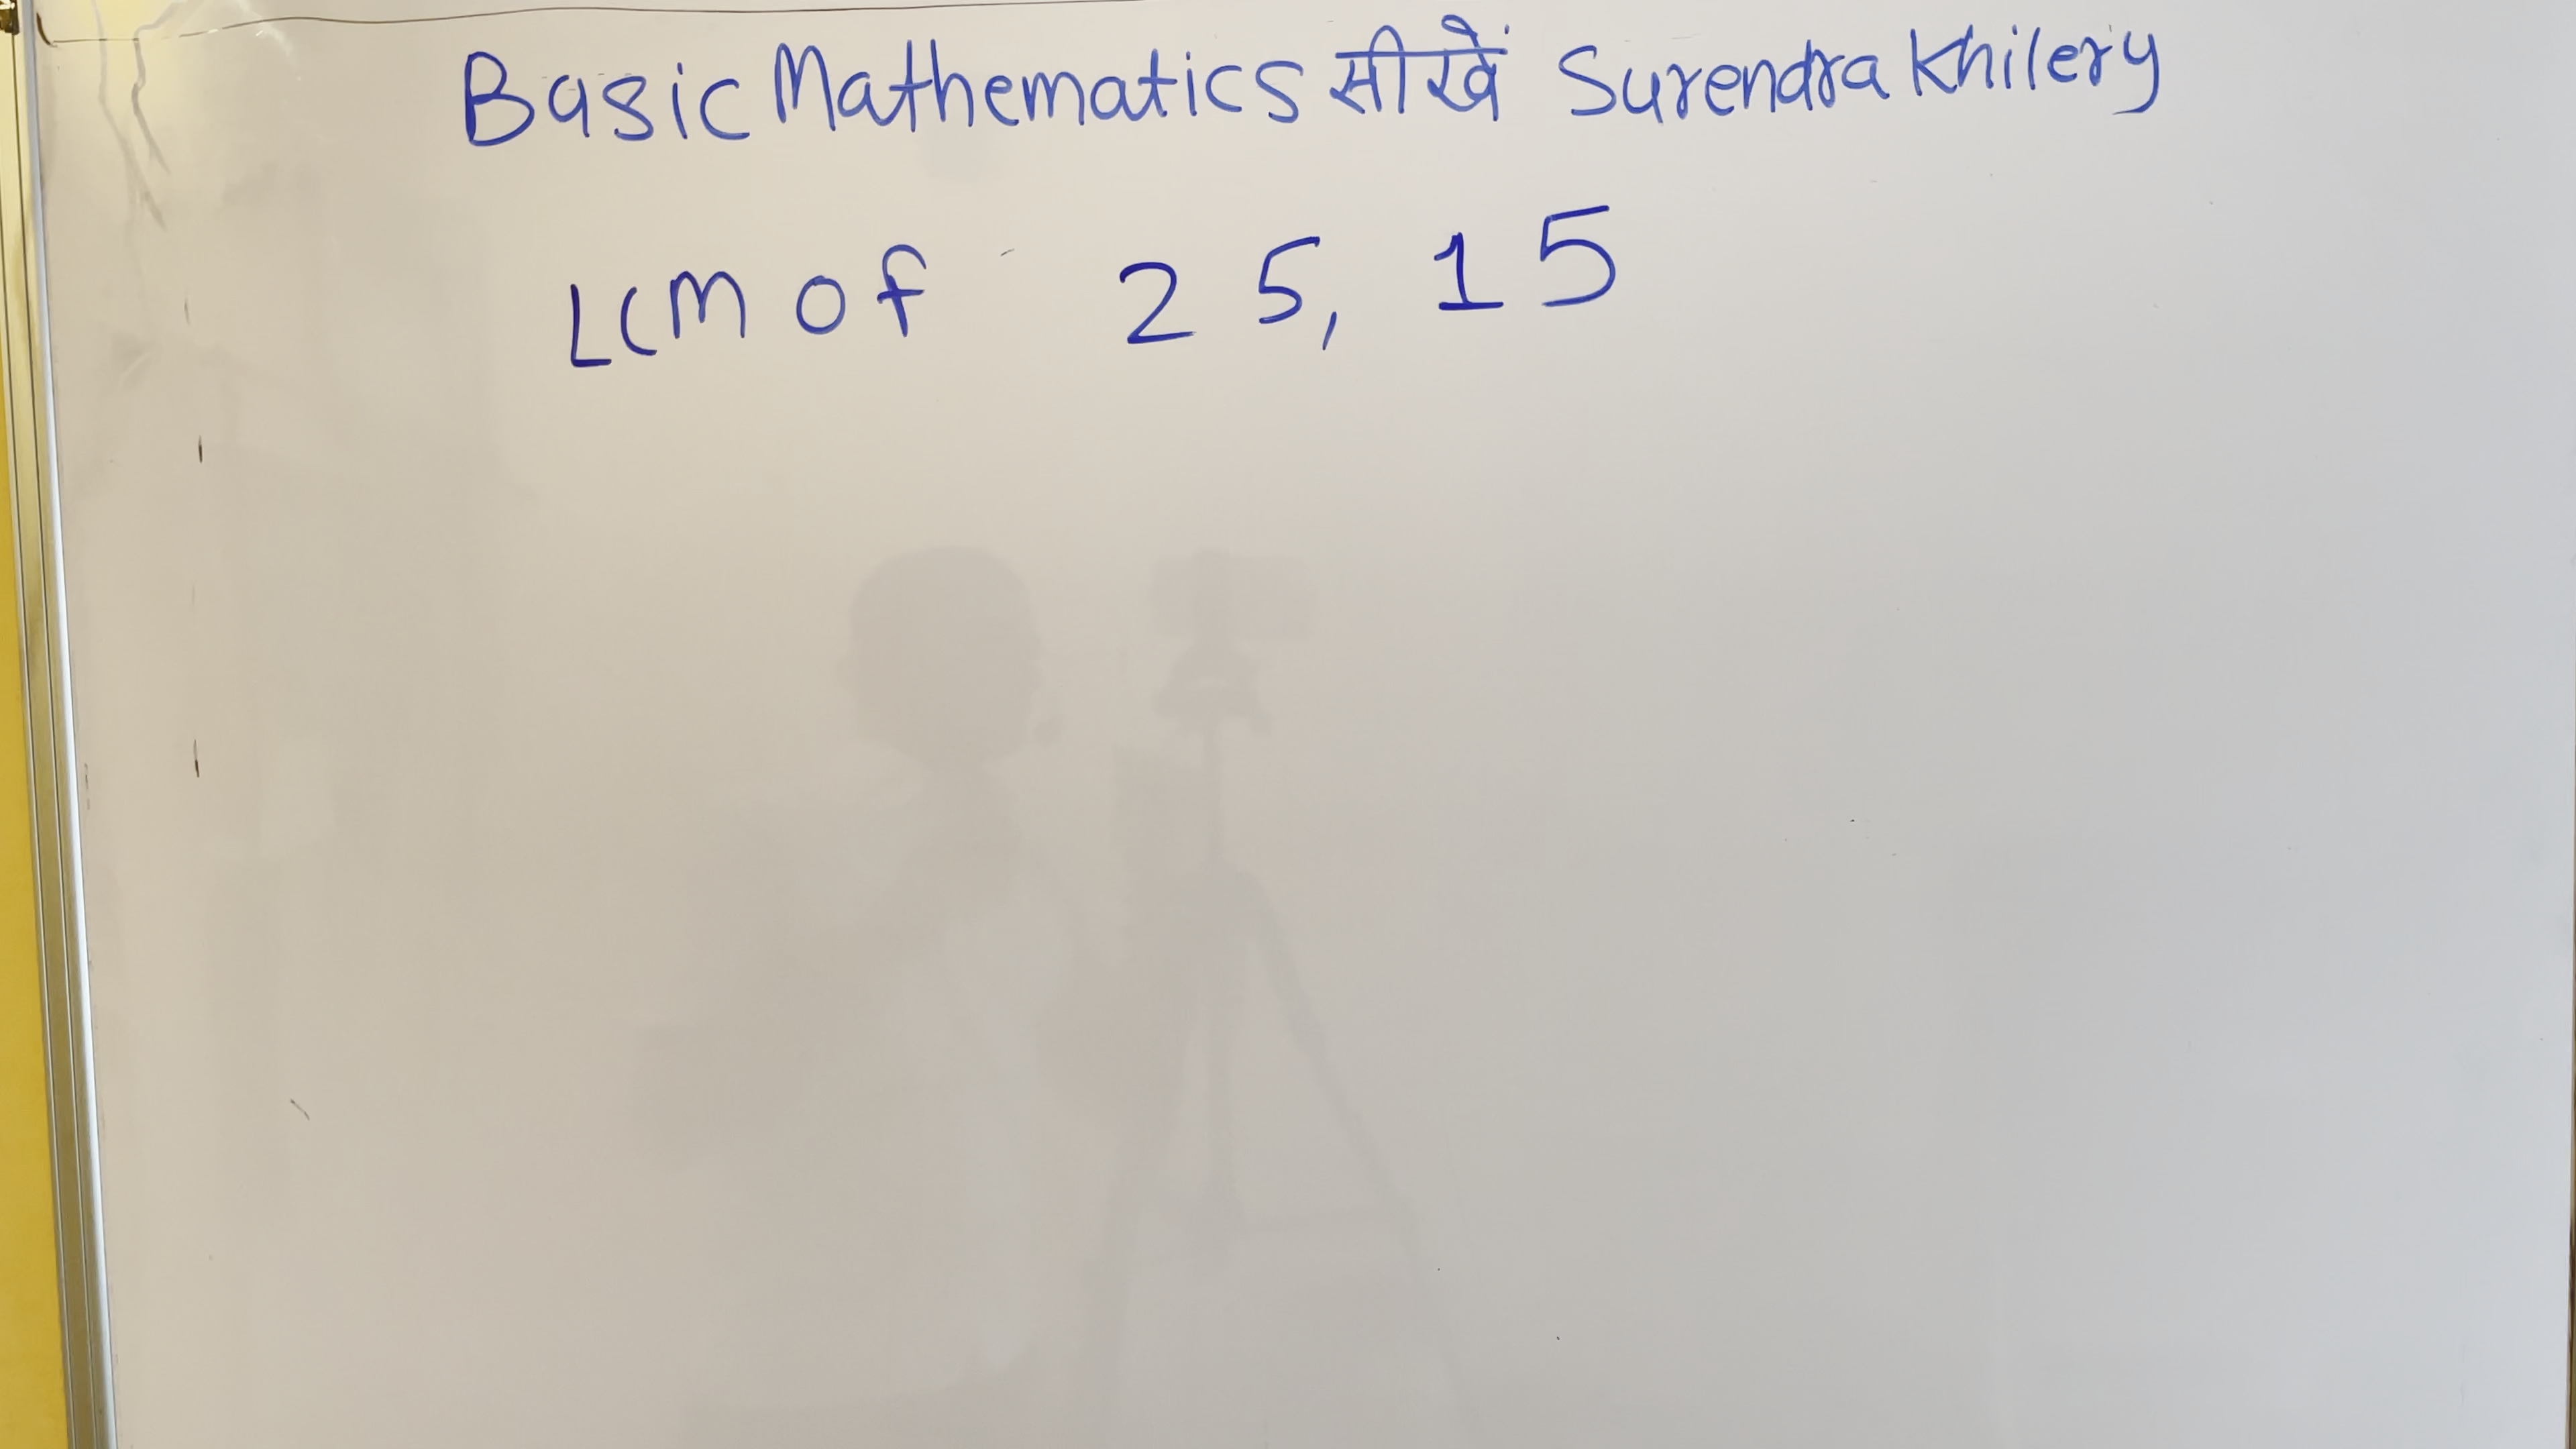 Basic Mathematics सीखें Surendra Khilery
LCM of 25, 15